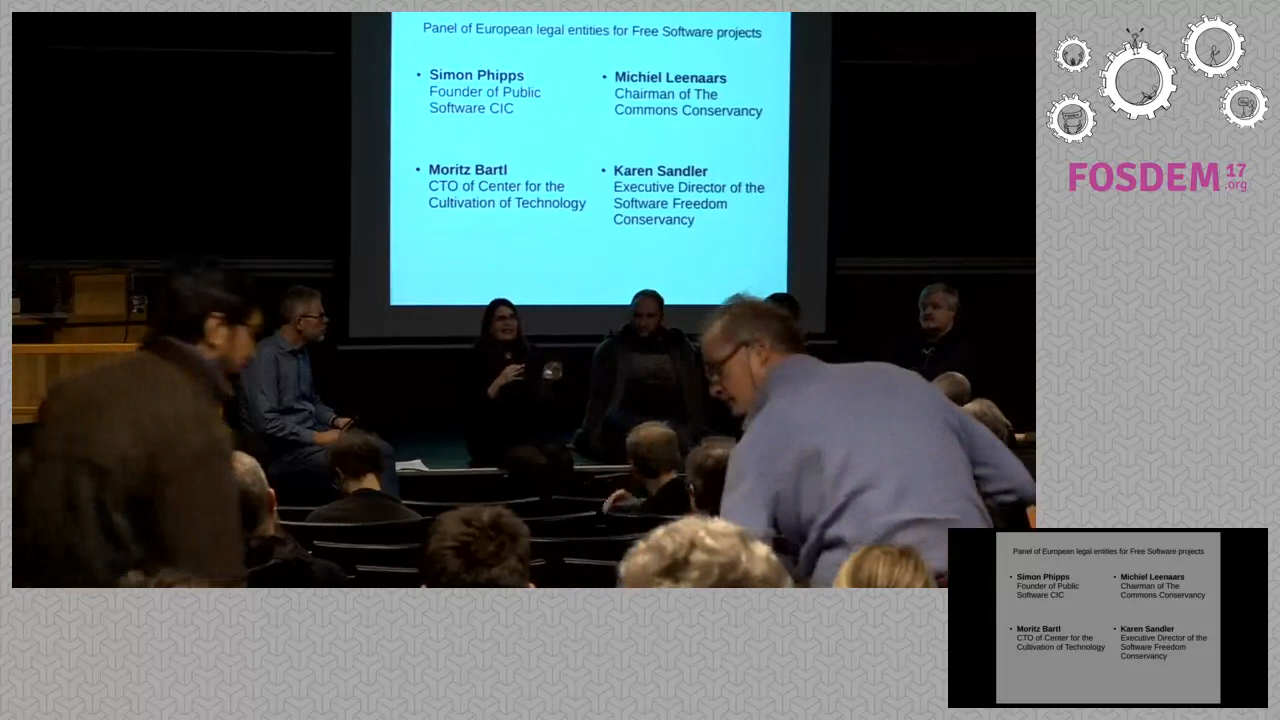 Panel of European legal entities for Free Software projects
• Simon Phipps
Founder of Public
Software CIC
• Michiel Leenaars
Chairman of The
Commons Conservancy
• Moritz Bartl
CTO of Center for the
Cultivation of Technology
• Karen Sandler
Executive Director of the
Software Freedom
Conservancy
FOSDEM 17
.org
Panel of European legal entities for Free Software projects
• Simon Phipps
Founder of Public
Software CIC
• Michiel Leenaars
Chairman of The
Commons Conservancy
• Moritz Bartl
CTO of Center for the
Cultivation of Technology
• Karen Sandler
Executive Director of the
Software Freedom
Conservancy